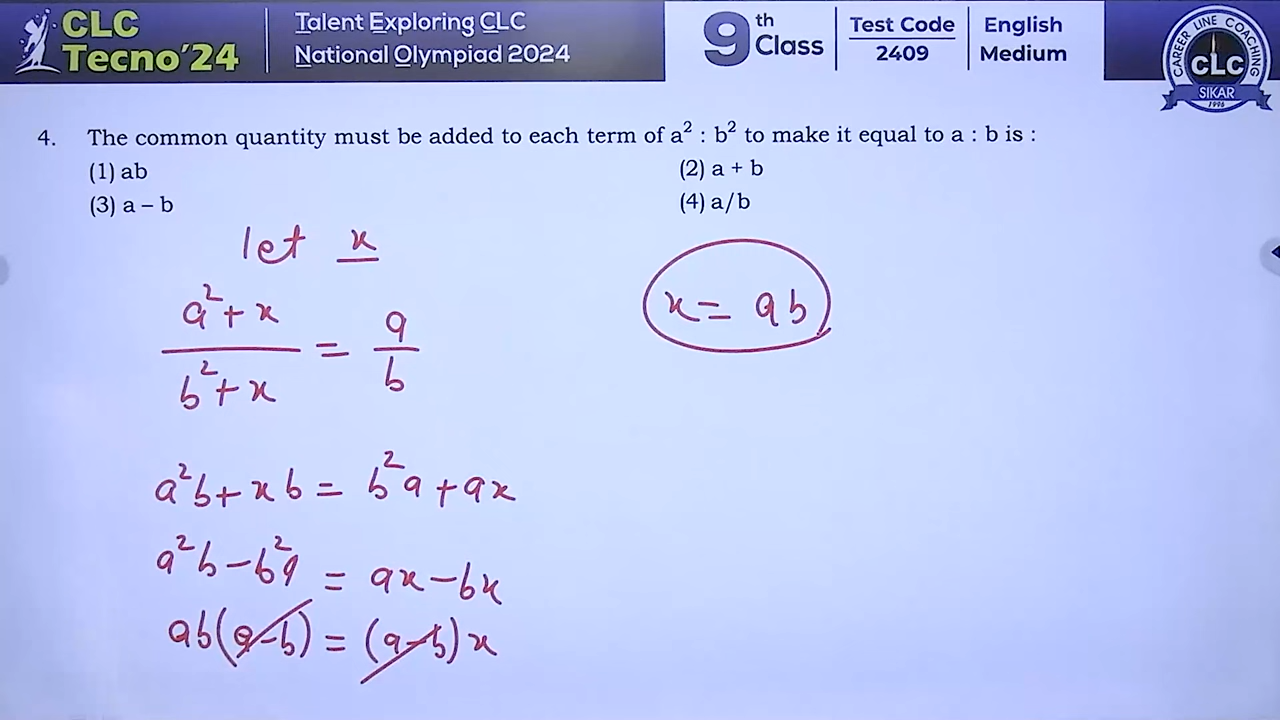 CLC
Tecno'24
Talent Exploring CLC
National Olympiad 2024
9th Class
Test Code
2409
English
Medium
CAREER LINE COACHING
CLC
SIKAR
1996
4. The common quantity must be added to each term of a² : b² to make it equal to a : b is :
(1) ab (2) a + b
(3) a – b (4) a/b
let x
a²+x / b²+x = a/b
x = ab
a²b+xb = b²a+ax
a²b–b²a = ax–bx
ab(a–b) = (a–b)x